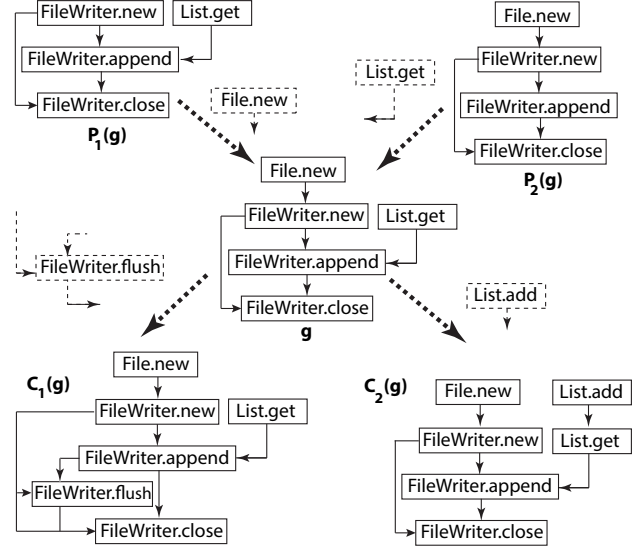 FileWriter.new
List.get
FileWriter.append
FileWriter.close
P1(g)
File.new
List.get
File.new
FileWriter.new
FileWriter.append
FileWriter.close
P2(g)
File.new
FileWriter.new
List.get
FileWriter.append
FileWriter.close
g
FileWriter.flush
List.add
C1(g)
File.new
FileWriter.new
List.get
FileWriter.append
FileWriter.flush
FileWriter.close
C2(g)
File.new
List.add
FileWriter.new
List.get
FileWriter.append
FileWriter.close